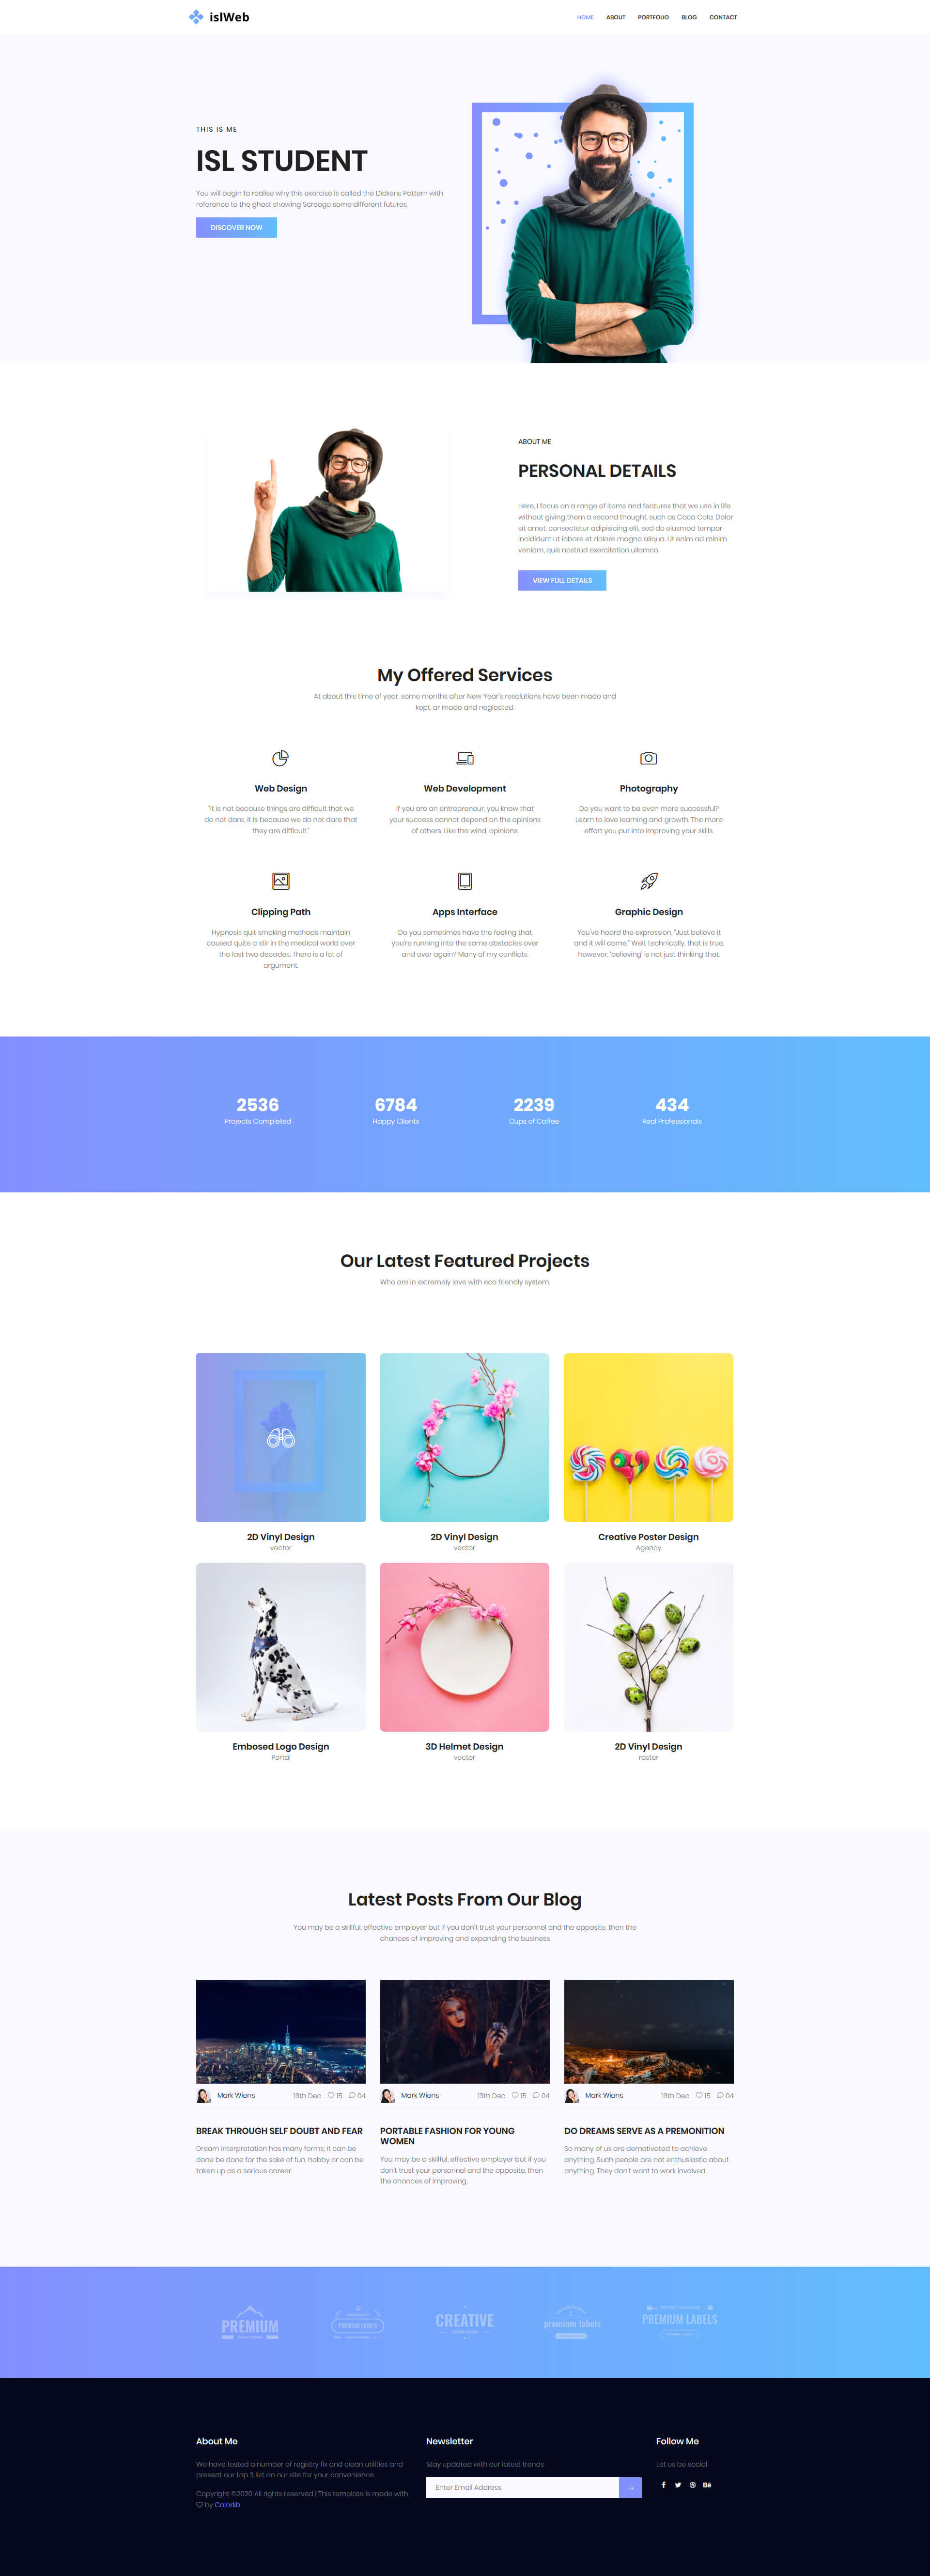 islWeb
HOME ABOUT PORTFOLIO BLOG CONTACT
THIS IS ME
ISL STUDENT
You will begin to realise why this exercise is called the Dickens Pattern with
reference to the ghost showing Scrooge some different futures.
DISCOVER NOW
ABOUT ME
PERSONAL DETAILS
Here, I focus on a range of items and features that we use in life
without giving them a second thought. such as Coca Cola. Dolor
sit amet, consectetur adipisicing elit, sed do eiusmod tempor
incididunt ut labore et dolore magna aliqua. Ut enim ad minim
veniam, quis nostrud exercitation ullamco.
VIEW FULL DETAILS
My Offered Services
At about this time of year, some months after New Year's resolutions have been made and
kept, or made and neglected.
Web Design
"It is not because things are difficult that we
do not dare; it is because we do not dare that
they are difficult."
Web Development
If you are an entrepreneur, you know that
your success cannot depend on the opinions
of others. Like the wind, opinions.
Photography
Do you want to be even more successful?
Learn to love learning and growth. The more
effort you put into improving your skills.
Clipping Path
Hypnosis quit smoking methods maintain
caused quite a stir in the medical world over
the last two decades. There is a lot of
argument.
Apps Interface
Do you sometimes have the feeling that
you're running into the same obstacles over
and over again? Many of my conflicts.
Graphic Design
You've heard the expression, "Just believe it
and it will come." Well, technically, that is true,
however, 'believing' is not just thinking that.
2536
Projects Completed
6784
Happy Clients
2239
Cups of Coffee
434
Real Professionals
Our Latest Featured Projects
Who are in extremely love with eco friendly system.
2D Vinyl Design
vector
2D Vinyl Design
vector
Creative Poster Design
Agency
Embosed Logo Design
Portal
3D Helmet Design
vector
2D Vinyl Design
raster
Latest Posts From Our Blog
You may be a skillful, effective employer but if you don't trust your personnel and the opposite, then the
chances of improving and expanding the business
Mark Wiens 13th Dec 15 04
BREAK THROUGH SELF DOUBT AND FEAR
Dream interpretation has many forms; it can be
done be done for the sake of fun, hobby or can be
taken up as a serious career.
Mark Wiens 13th Dec 15 04
PORTABLE FASHION FOR YOUNG
WOMEN
You may be a skillful, effective employer but if you
don't trust your personnel and the opposite, then
the chances of improving.
Mark Wiens 13th Dec 15 04
DO DREAMS SERVE AS A PREMONITION
So many of us are demotivated to achieve
anything. Such people are not enthusiastic about
anything. They don't want to work involved.
PREMIUM
PREMIUM LABELS
CREATIVE
premium labels
PREMIUM LABELS
About Me
We have tested a number of registry fix and clean utilities and
present our top 3 list on our site for your convenience.
Copyright ©2020 All rights reserved | This template is made with
by Colorlib
Newsletter
Stay updated with our latest trends
Enter Email Address
Follow Me
Let us be social